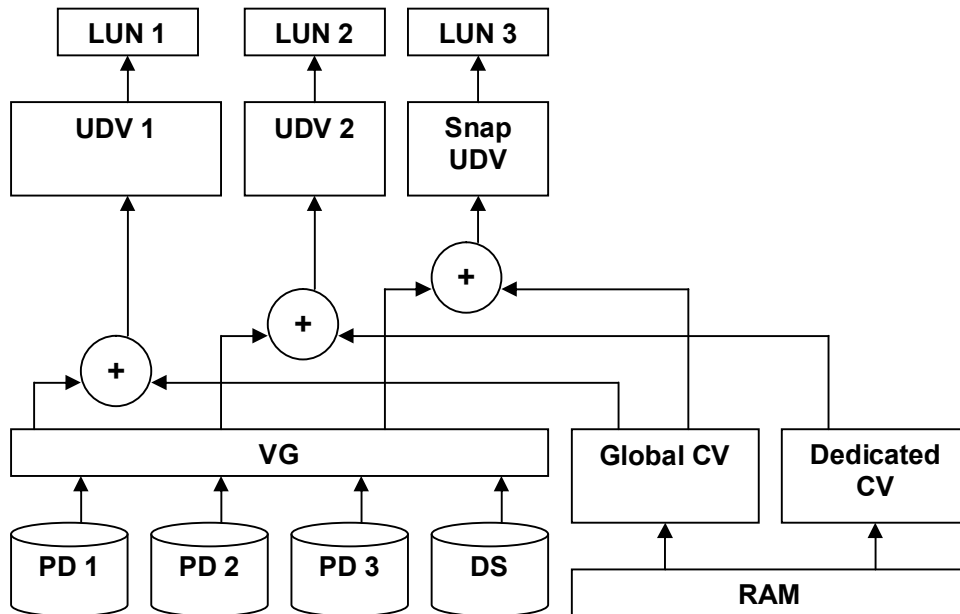 LUN 1
LUN 2
LUN 3
UDV 1
UDV 2
Snap
UDV
+
+
+
VG
Global CV
Dedicated
CV
PD 1
PD 2
PD 3
DS
RAM